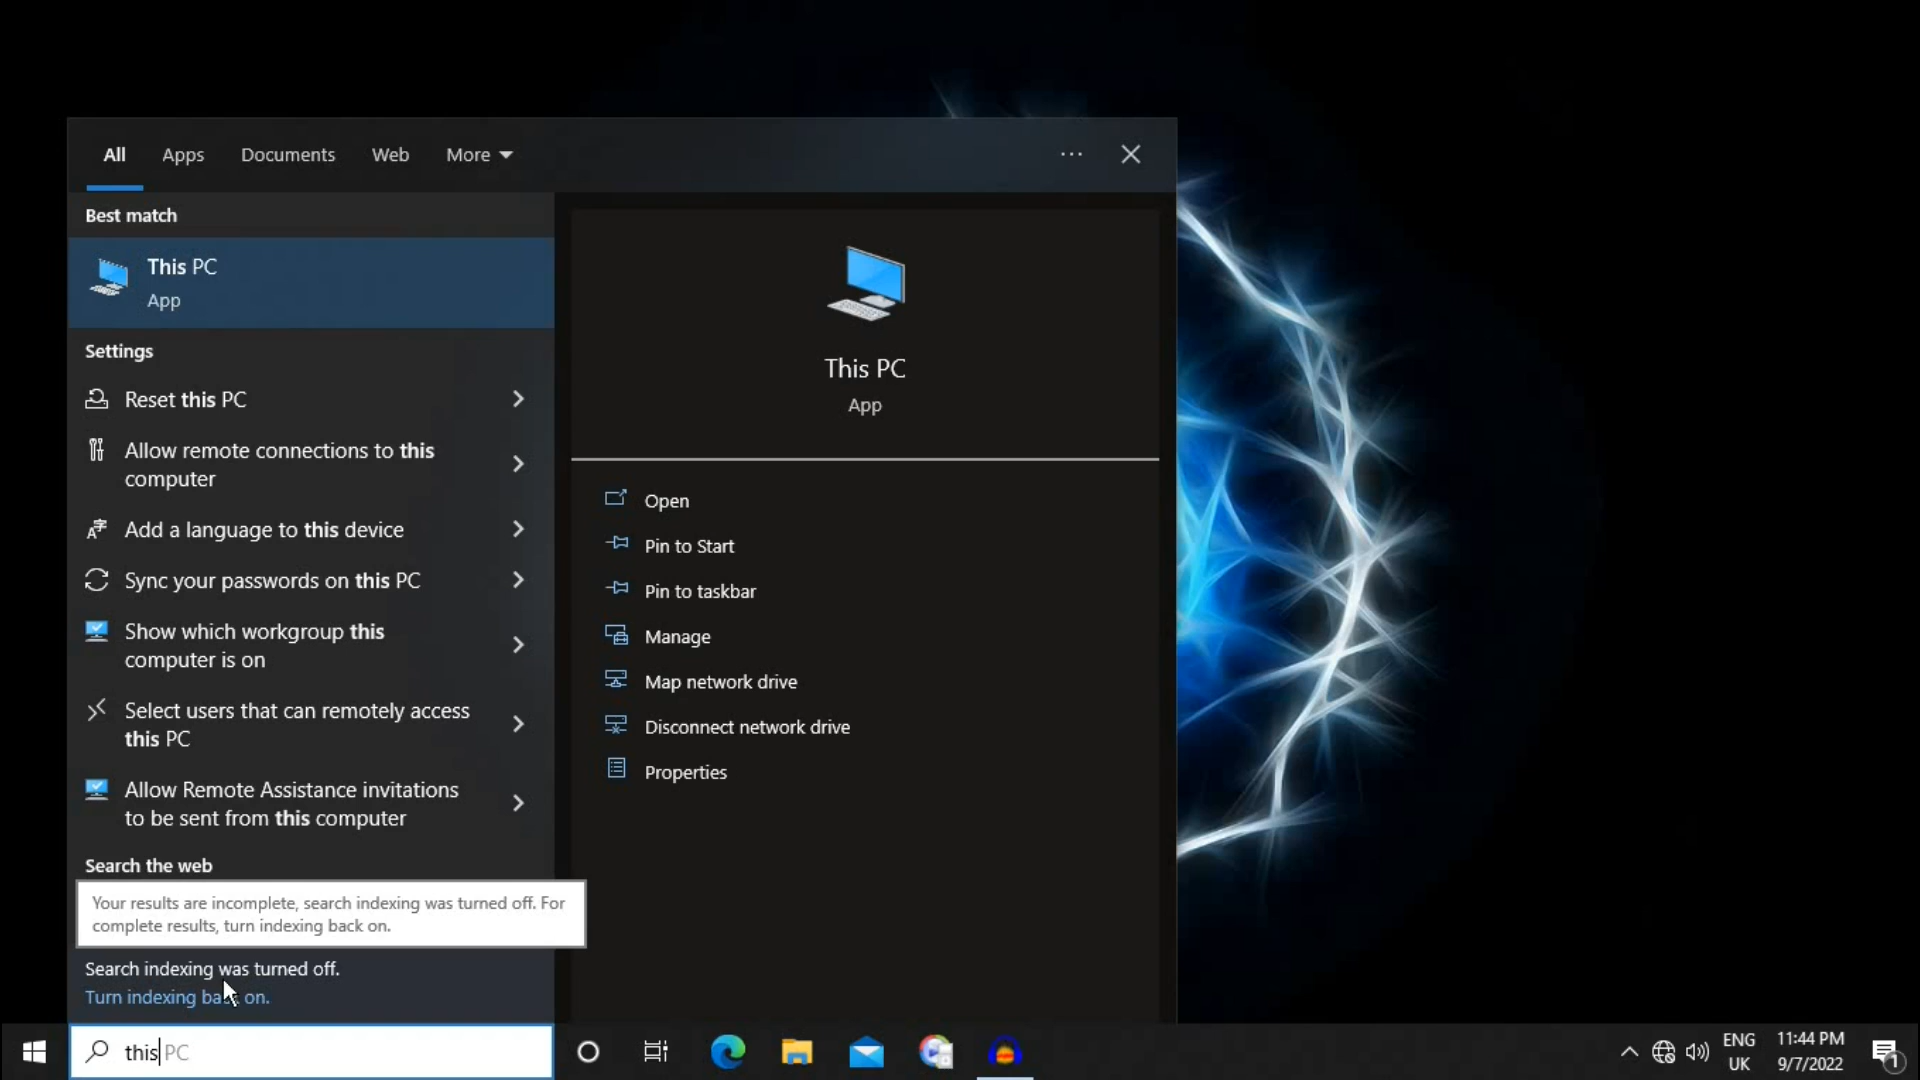 All Apps Documents Web More
Best match
This PC
App
Settings
Reset this PC
Allow remote connections to this
computer
Add a language to this device
Sync your passwords on this PC
Show which workgroup this
computer is on
Select users that can remotely access
this PC
Allow Remote Assistance invitations
to be sent from this computer
Search the web
Your results are incomplete, search indexing was turned off. For
complete results, turn indexing back on.
Search indexing was turned off.
Turn indexing back on.
This PC
App
Open
Pin to Start
Pin to taskbar
Manage
Map network drive
Disconnect network drive
Properties
this PC
ENG
UK
11:44 PM
9/7/2022
1